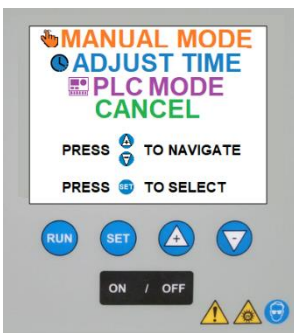 MANUAL MODE
ADJUST TIME
PLC MODE
CANCEL
PRESS + - TO NAVIGATE
PRESS SET TO SELECT
RUN SET + -
ON / OFF